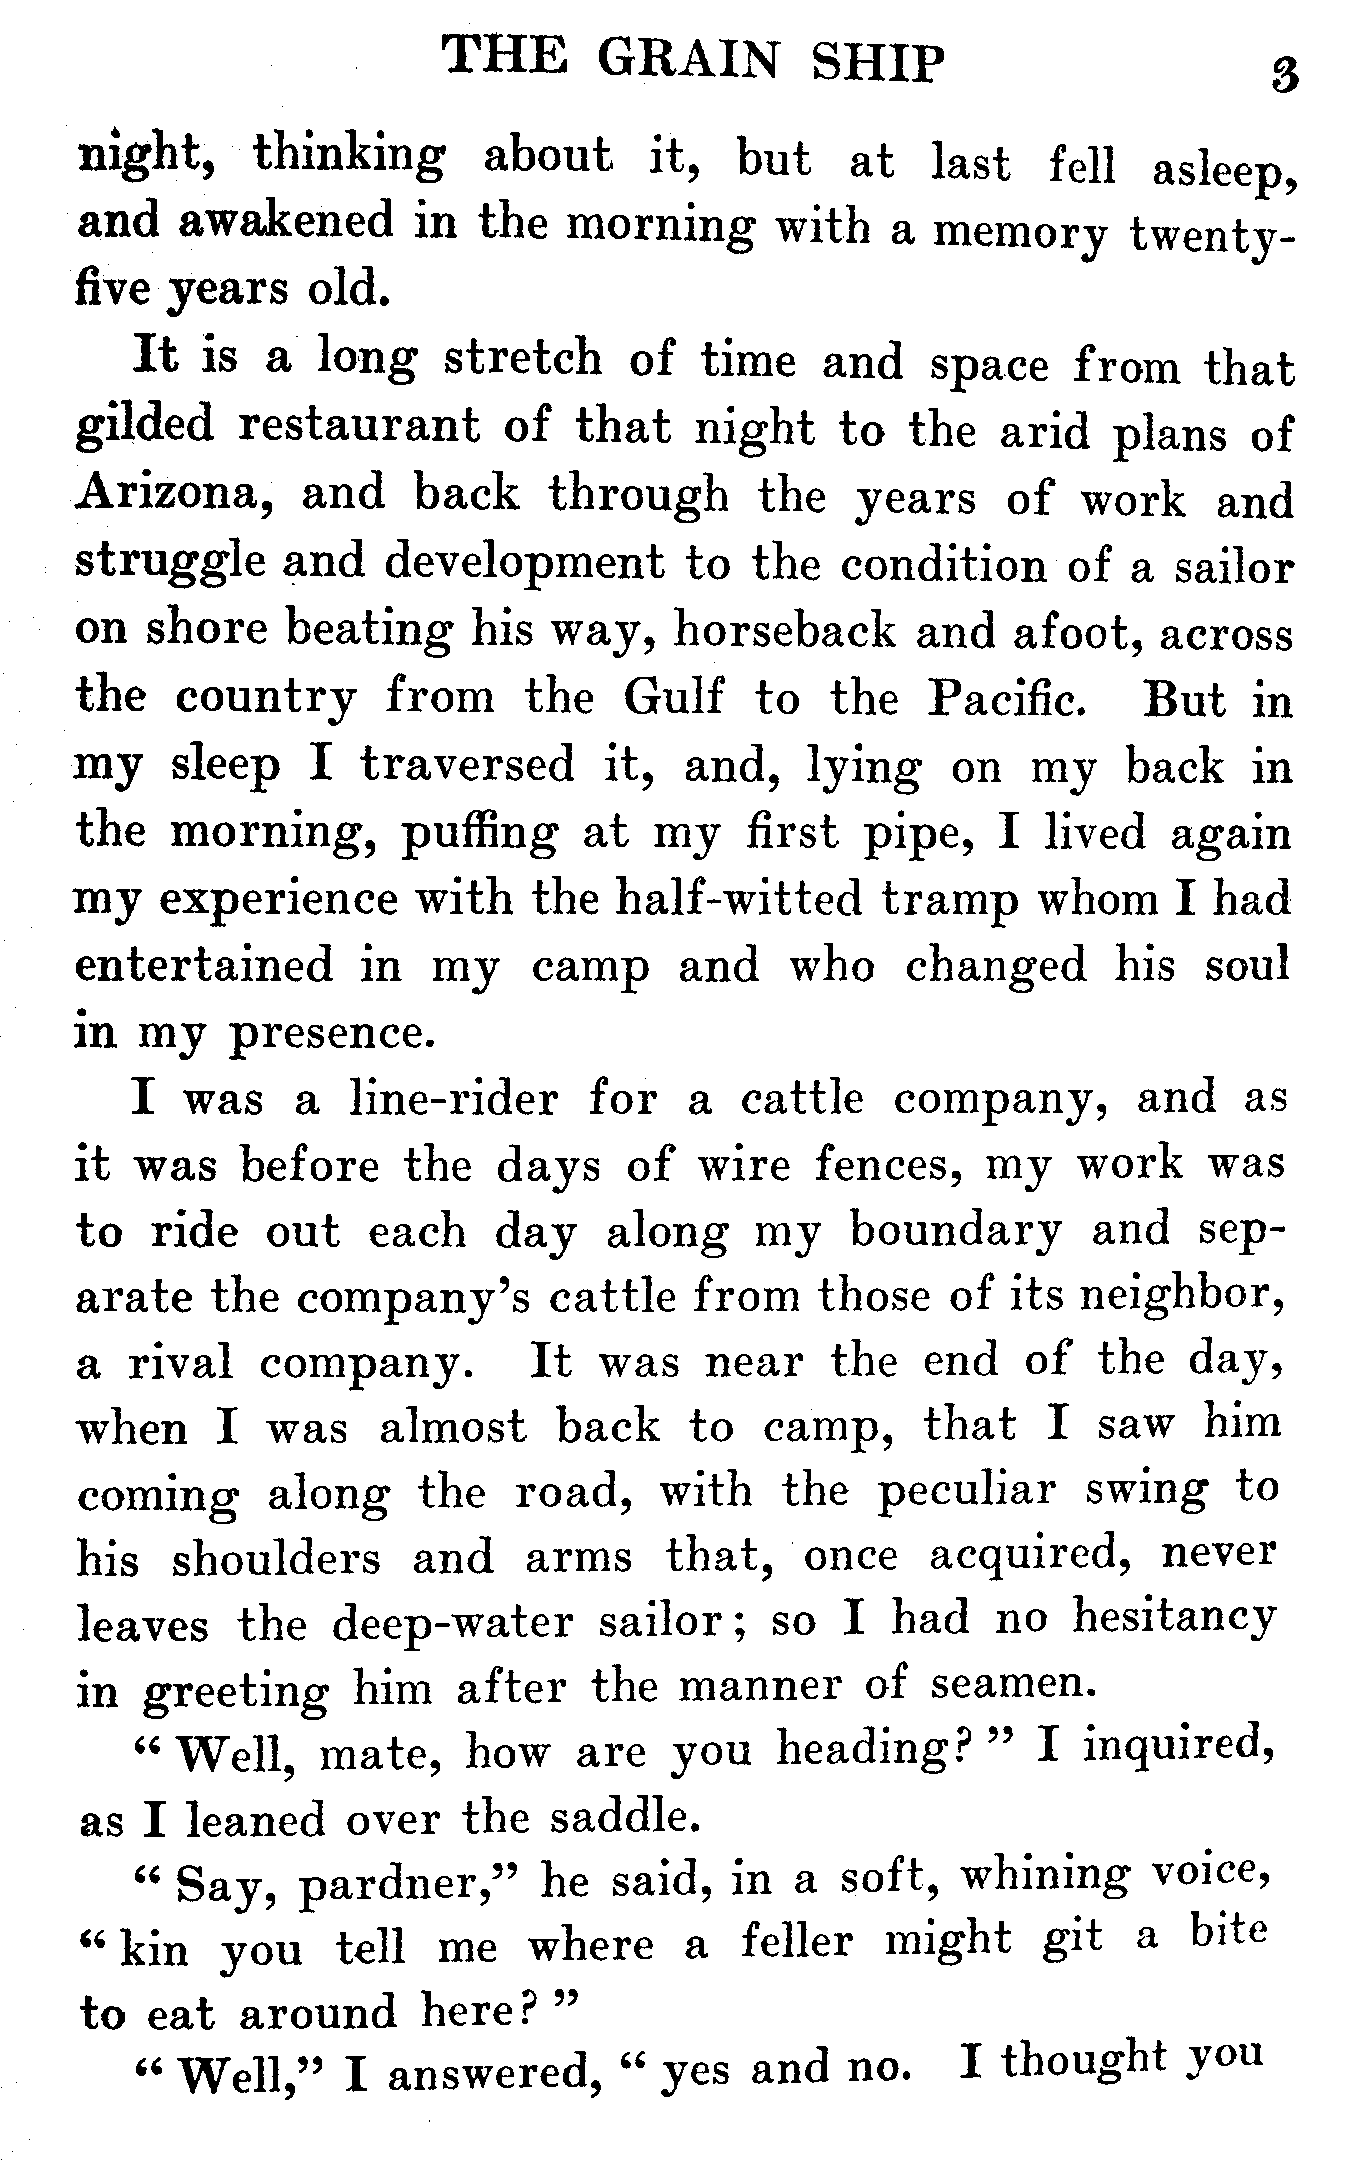 THE GRAIN SHIP 3
night, thinking about it, but at last fell asleep,
and awakened in the morning with a memory twenty-
five years old.
It is a long stretch of time and space from that
gilded restaurant of that night to the arid plans of
Arizona, and back through the years of work and
struggle and development to the condition of a sailor
on shore beating his way, horseback and afoot, across
the country from the Gulf to the Pacific. But in
my sleep I traversed it, and, lying on my back in
the morning, puffing at my first pipe, I lived again
my experience with the half-witted tramp whom I had
entertained in my camp and who changed his soul
in my presence.
I was a line-rider for a cattle company, and as
it was before the days of wire fences, my work was
to ride out each day along my boundary and sep-
arate the company's cattle from those of its neighbor,
a rival company. It was near the end of the day,
when I was almost back to camp, that I saw him
coming along the road, with the peculiar swing to
his shoulders and arms that, once acquired, never
leaves the deep-water sailor; so I had no hesitancy
in greeting him after the manner of seamen.
“ Well, mate, how are you heading? ” I inquired,
as I leaned over the saddle.
“ Say, pardner,” he said, in a soft, whining voice,
“ kin you tell me where a feller might git a bite
to eat around here? ”
“ Well,” I answered, “ yes and no. I thought you